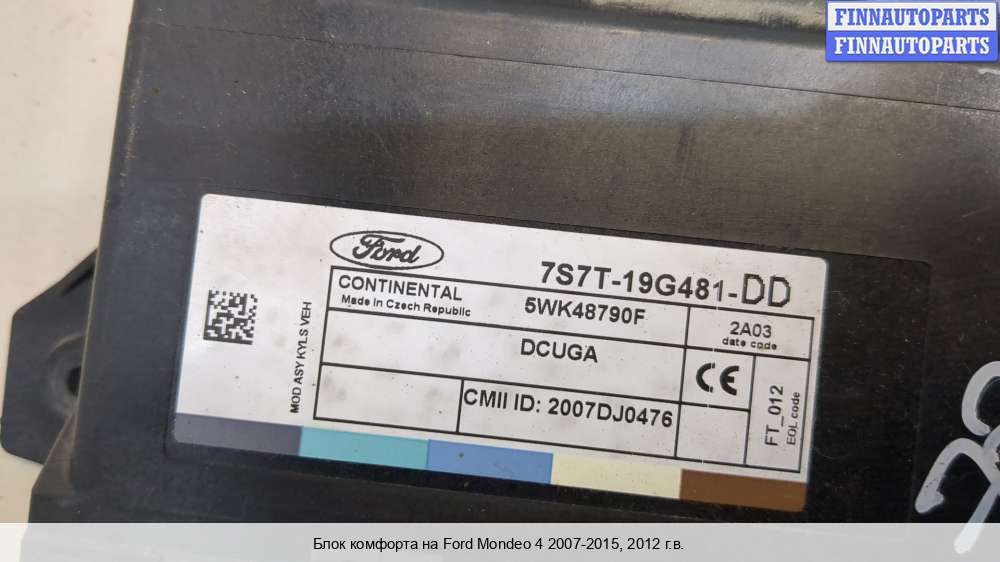 FINNAUTOPARTS
FINNAUTOPARTS
Ford
7S7T-19G481-DD
CONTINENTAL
Made in Czech Republic
5WK48790F
2A03
date code
DCUGA
MOD ASY KYLS VEH
CMII ID: 2007DJ0476
CE
FT_012
EOL code
Блок комфорта на Ford Mondeo 4 2007-2015, 2012 г.в.